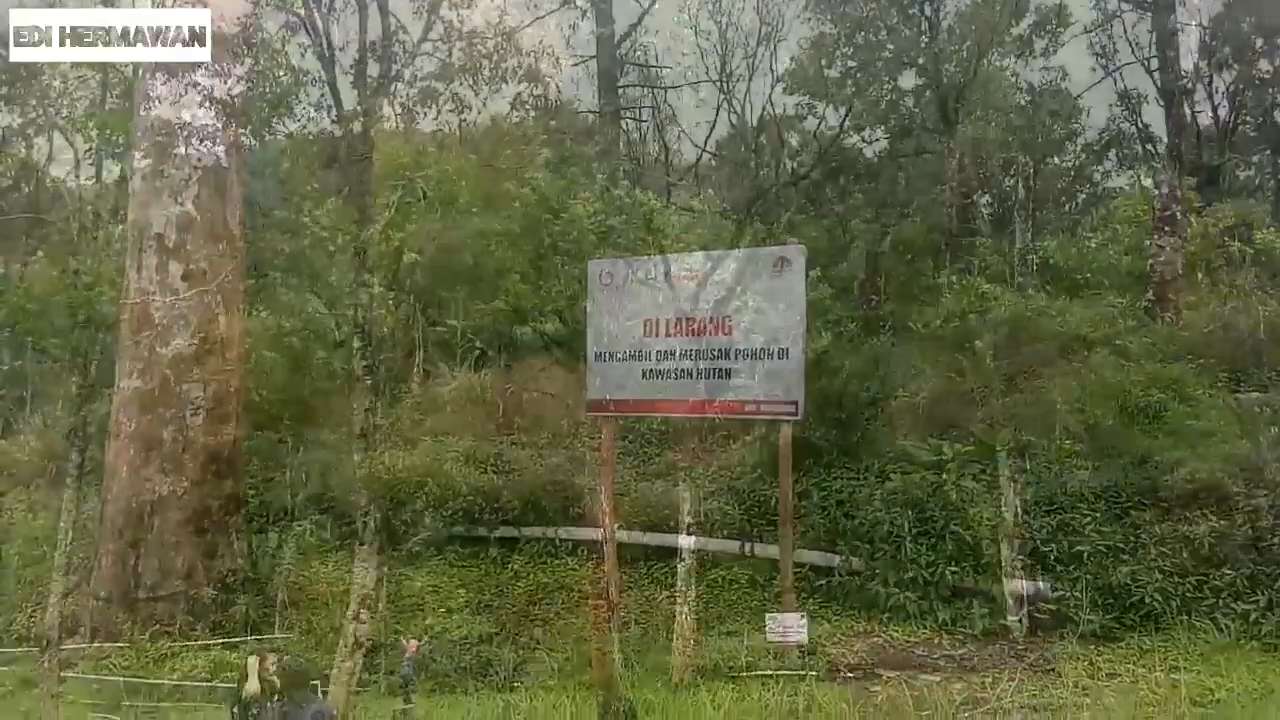 EDI HERMAWAN
DI LARANG
MENGAMBIL DAN MERUSAK POHON DI
KAWASAN HUTAN